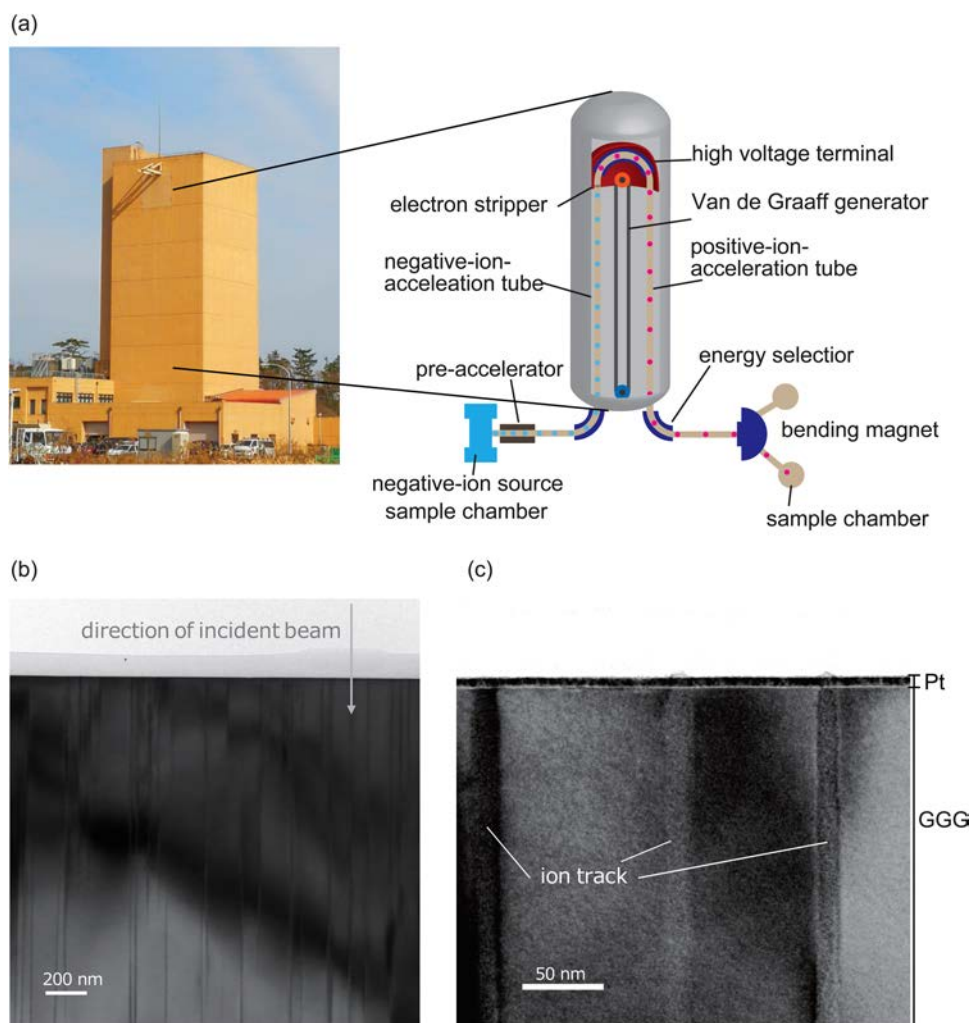 (a)
high voltage terminal
electron stripper
Van de Graaff generator
negative-ion-
acceleation tube
positive-ion-
acceleration tube
pre-accelerator
energy selectior
bending magnet
negative-ion source
sample chamber
sample chamber
(b)
(c)
direction of incident beam
Pt
GGG
ion track
200 nm
50 nm